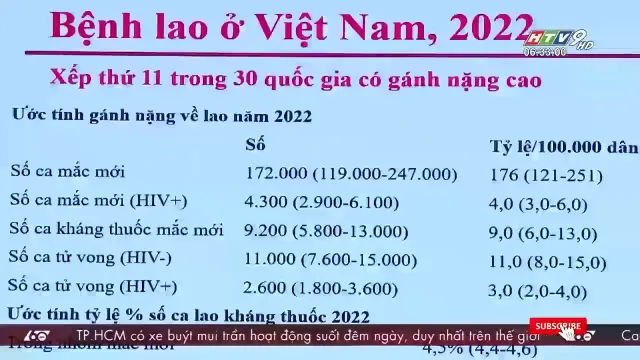 Bệnh lao ở Việt Nam, 2022
HTV9 HD
06:33:00
Xếp thứ 11 trong 30 quốc gia có gánh nặng cao
Ước tính gánh nặng về lao năm 2022
Số Tỷ lệ/100.000 dân
Số ca mắc mới 172.000 (119.000-247.000) 176 (121-251)
Số ca mắc mới (HIV+) 4.300 (2.900-6.100) 4,0 (3,0-6,0)
Số ca kháng thuốc mắc mới 9.200 (5.800-13.000) 9,0 (6,0-13,0)
Số ca tử vong (HIV-) 11.000 (7.600-15.000) 11,0 (8,0-15,0)
Số ca tử vong (HIV+) 2.600 (1.800-3.600) 3,0 (2,0-4,0)
Ước tính tỷ lệ % số ca lao kháng thuốc 2022
60 TP.HCM có xe buýt mui trần hoạt động suốt đêm ngày, duy nhất trên thế giới SUBSCRIBE 60 Ca
Trong nhóm mắc mới 4,5% (4,4-4,6)